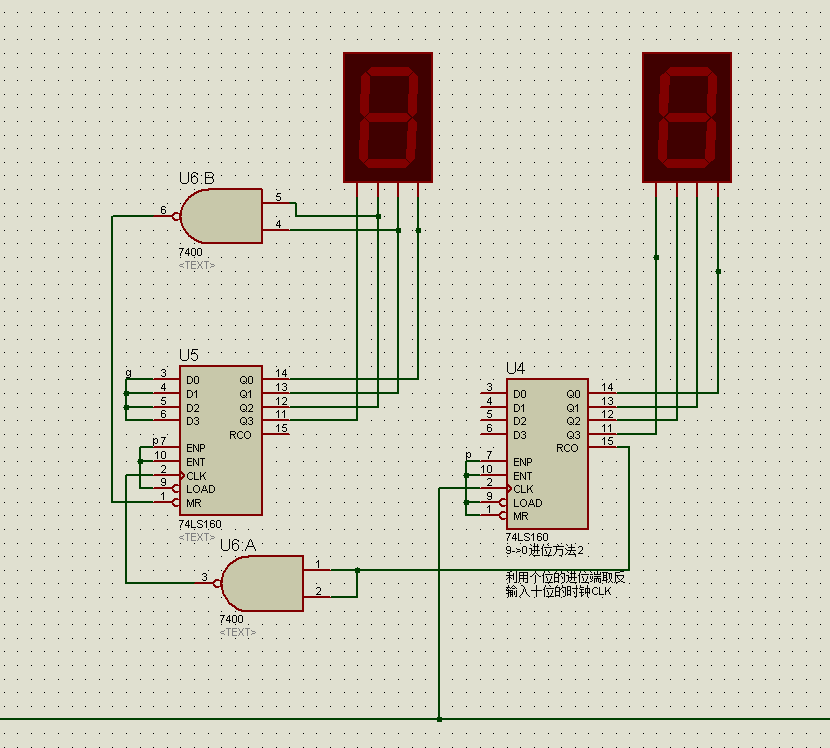 U6:B
6
5
4
7400
<TEXT>
U5
g
3
D0
Q0
14
4
D1
Q1
13
5
D2
Q2
12
6
D3
Q3
11
RCO
15
p
7
ENP
10
ENT
2
CLK
9
LOAD
1
MR
74LS160
<TEXT>
U4
3
D0
Q0
14
4
D1
Q1
13
5
D2
Q2
12
6
D3
Q3
11
RCO
15
p
7
ENP
10
ENT
2
CLK
9
LOAD
1
MR
74LS160
9->0进位方法2
利用个位的进位端取反
输入十位的时钟CLK
U6:A
3
1
2
7400
<TEXT>